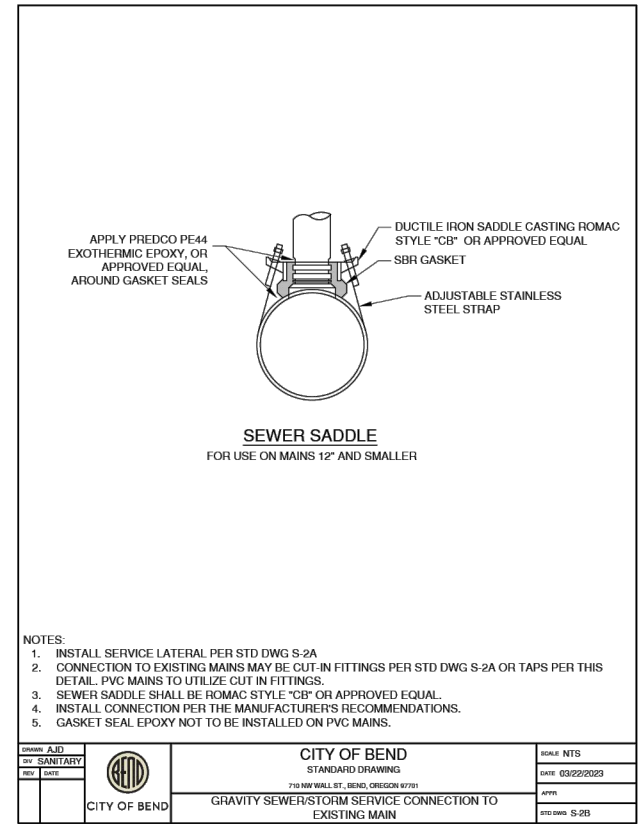 APPLY PREDCO PE44
EXOTHERMIC EPOXY, OR
APPROVED EQUAL,
AROUND GASKET SEALS
DUCTILE IRON SADDLE CASTING ROMAC
STYLE "CB" OR APPROVED EQUAL
SBR GASKET
ADJUSTABLE STAINLESS
STEEL STRAP
SEWER SADDLE
FOR USE ON MAINS 12" AND SMALLER
NOTES:
1. INSTALL SERVICE LATERAL PER STD DWG S-2A
2. CONNECTION TO EXISTING MAINS MAY BE CUT-IN FITTINGS PER STD DWG S-2A OR TAPS PER THIS
DETAIL. PVC MAINS TO UTILIZE CUT IN FITTINGS.
3. SEWER SADDLE SHALL BE ROMAC STYLE "CB" OR APPROVED EQUAL.
4. INSTALL CONNECTION PER THE MANUFACTURER'S RECOMMENDATIONS.
5. GASKET SEAL EPOXY NOT TO BE INSTALLED ON PVC MAINS.
DRAWN AJD
DIV SANITARY
REV DATE
BEND
CITY OF BEND
CITY OF BEND
STANDARD DRAWING
710 NW WALL ST., BEND, OREGON 97701
GRAVITY SEWER/STORM SERVICE CONNECTION TO
EXISTING MAIN
SCALE NTS
DATE 03/22/2023
APPR
STD DWG S-2B